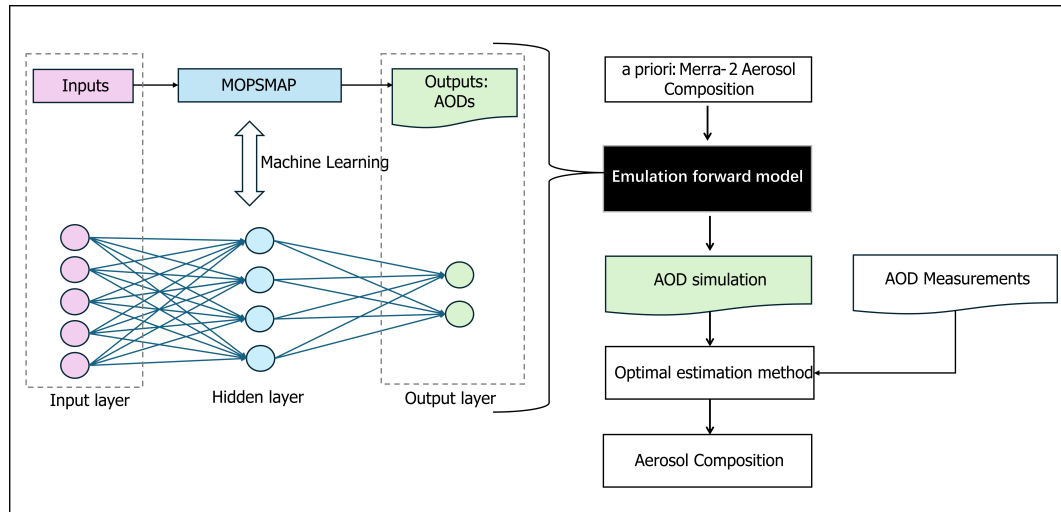 Inputs
MOPSMAP
Outputs:
AODs
Machine Learning
Input layer
Hidden layer
Output layer
a priori: Merra-2 Aerosol
Composition
Emulation forward model
AOD simulation
AOD Measurements
Optimal estimation method
Aerosol Composition